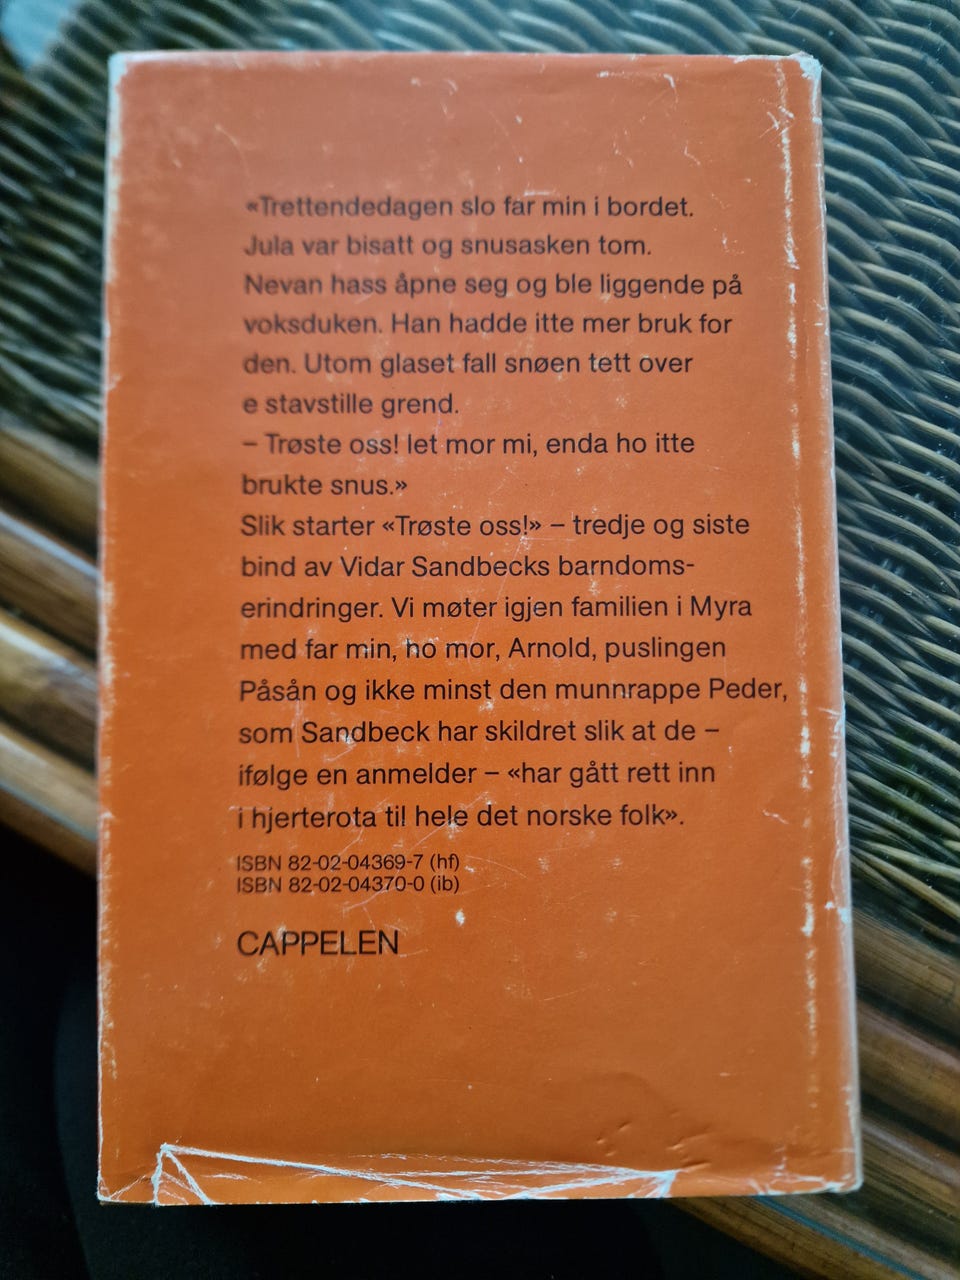 «Trettendedagen slo far min i bordet.
Jula var bisatt og snusasken tom.
Nevan hass åpne seg og ble liggende på
voksduken. Han hadde itte mer bruk for
den. Utom glaset fall snøen tett over
e stavstille grend.
– Trøste oss! let mor mi, enda ho itte
brukte snus.»
Slik starter «Trøste oss!» – tredje og siste
bind av Vidar Sandbecks barndoms-
erindringer. Vi møter igjen familien i Myra
med far min, ho mor, Arnold, puslingen
Påsån og ikke minst den munnrappe Peder,
som Sandbeck har skildret slik at de –
ifølge en anmelder – «har gått rett inn
i hjerterota til hele det norske folk».
ISBN 82-02-04369-7 (hf)
ISBN 82-02-04370-0 (ib)
CAPPELEN